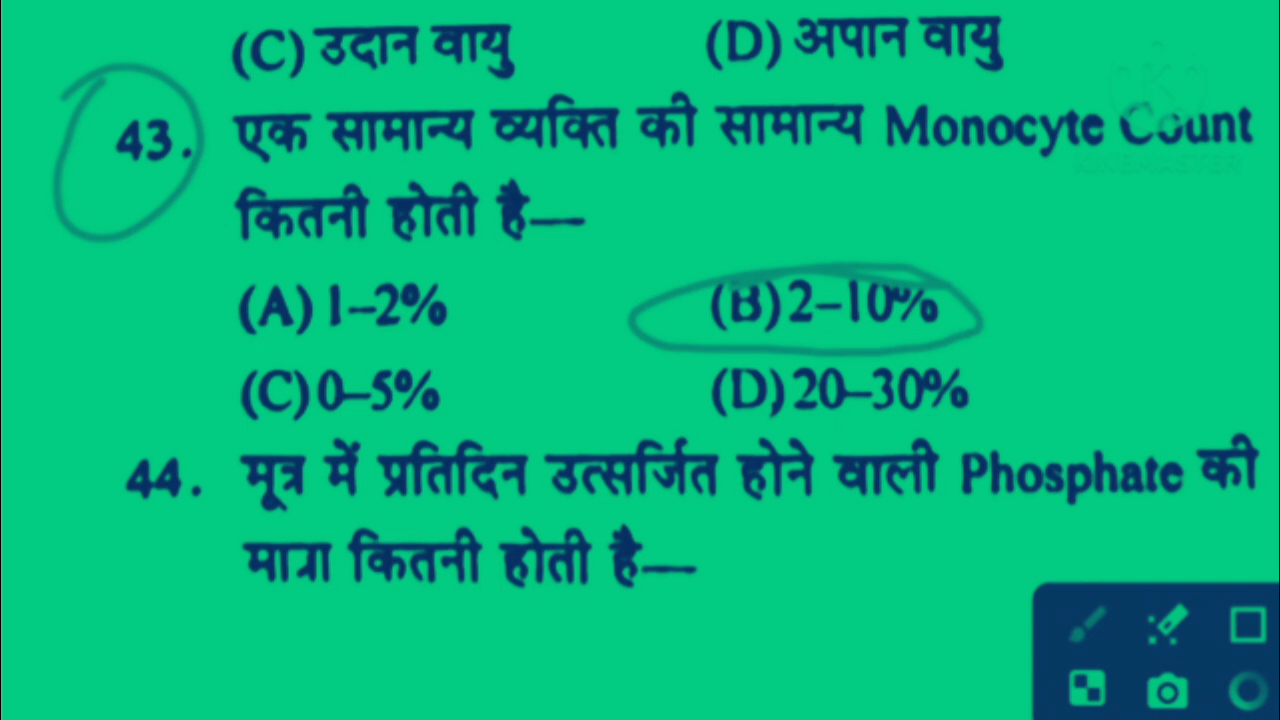 (C) उदान वायु (D) अपान वायु
43. एक सामान्य व्यक्ति की सामान्य Monocyte Count
कितनी होती है—
(A) 1–2% (B) 2–10%
(C) 0–5% (D) 20–30%
44. मूत्र में प्रतिदिन उत्सर्जित होने वाली Phosphate की
मात्रा कितनी होती है—
KINEMASTER